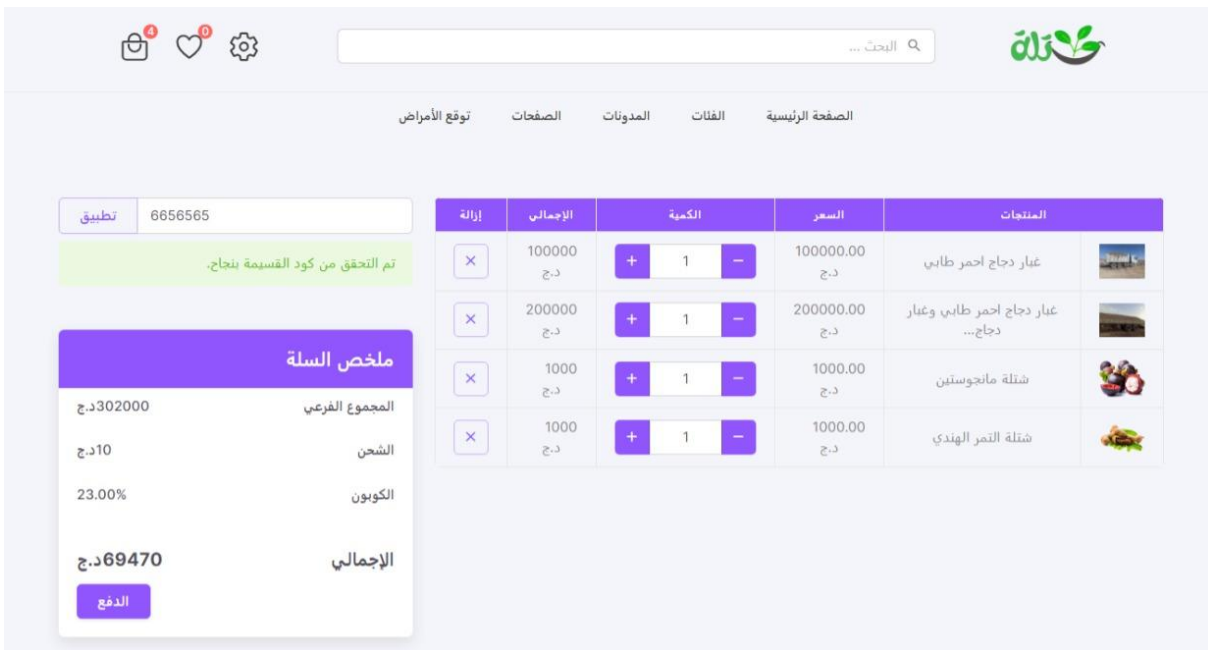 تلة
البحث ...
0
4
الصفحة الرئيسية
الفئات
المدونات
الصفحات
توقع الأمراض
المنتجات
السعر
الكمية
الإجمالي
إزالة
غبار دجاج احمر طابي
100000.00
د.ج
− 1 +
100000
د.ج
×
غبار دجاج احمر طابي وغبار
دجاج...
200000.00
د.ج
− 1 +
200000
د.ج
×
شتلة مانجوستين
1000.00
د.ج
− 1 +
1000
د.ج
×
شتلة التمر الهندي
1000.00
د.ج
− 1 +
1000
د.ج
×
6656565
تطبيق
تم التحقق من كود القسيمة بنجاح.
ملخص السلة
المجموع الفرعي
302000د.ج
الشحن
10د.ج
الكوبون
23.00%
الإجمالي
69470د.ج
الدفع